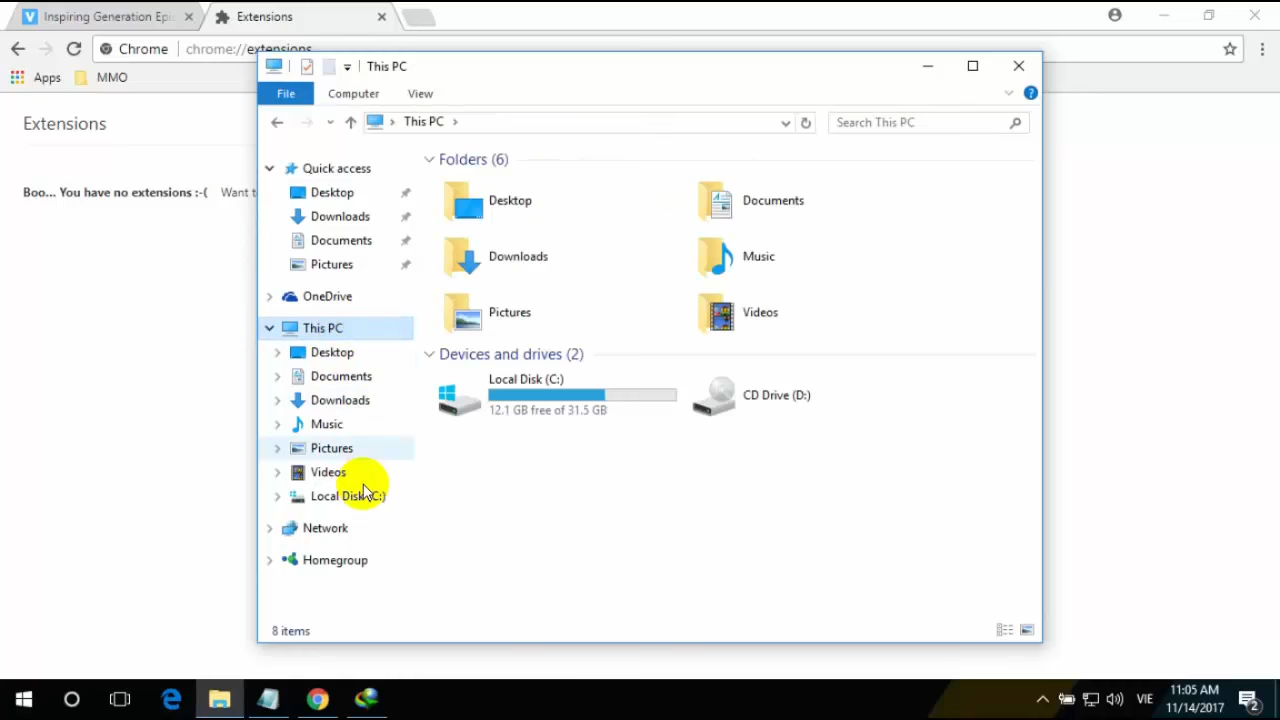 Inspiring Generation Epi
Extensions
Chrome
chrome://extensions
Apps
MMO
Extensions
Boo... You have no extensions :-( Want
This PC
File
Computer
View
This PC
Search This PC
Quick access
Desktop
Downloads
Documents
Pictures
OneDrive
This PC
Desktop
Documents
Downloads
Music
Pictures
Videos
Local Disk (C:)
Network
Homegroup
Folders (6)
Desktop
Documents
Downloads
Music
Pictures
Videos
Devices and drives (2)
Local Disk (C:)
12.1 GB free of 31.5 GB
CD Drive (D:)
8 items
VIE
11:05 AM
11/14/2017
2